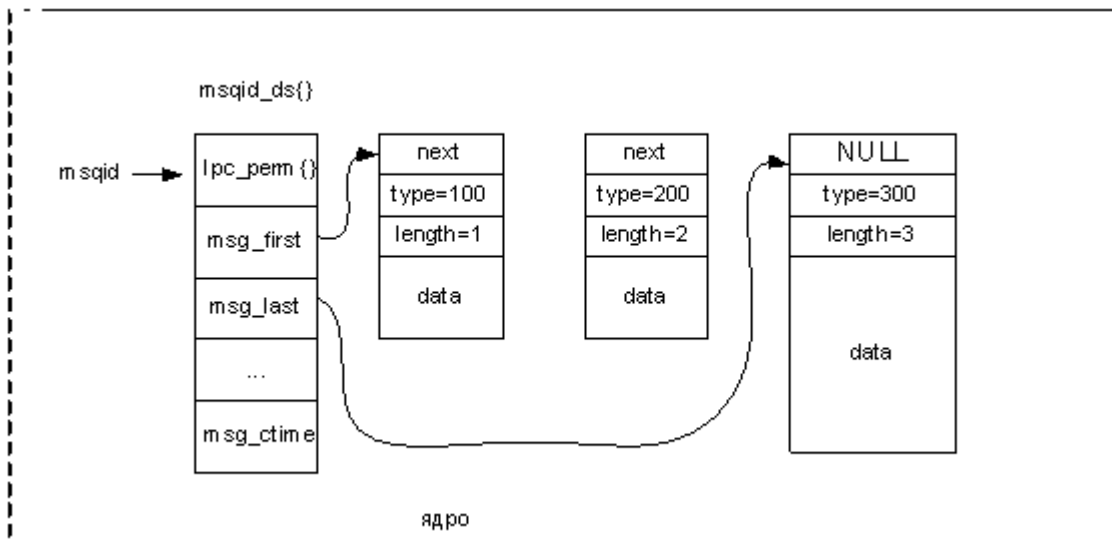 msqid_ds{}
msqid
Ipc_perm{}
msg_first
msg_last
...
msg_ctime
next
type=100
length=1
data
next
type=200
length=2
data
NULL
type=300
length=3
data
ядро